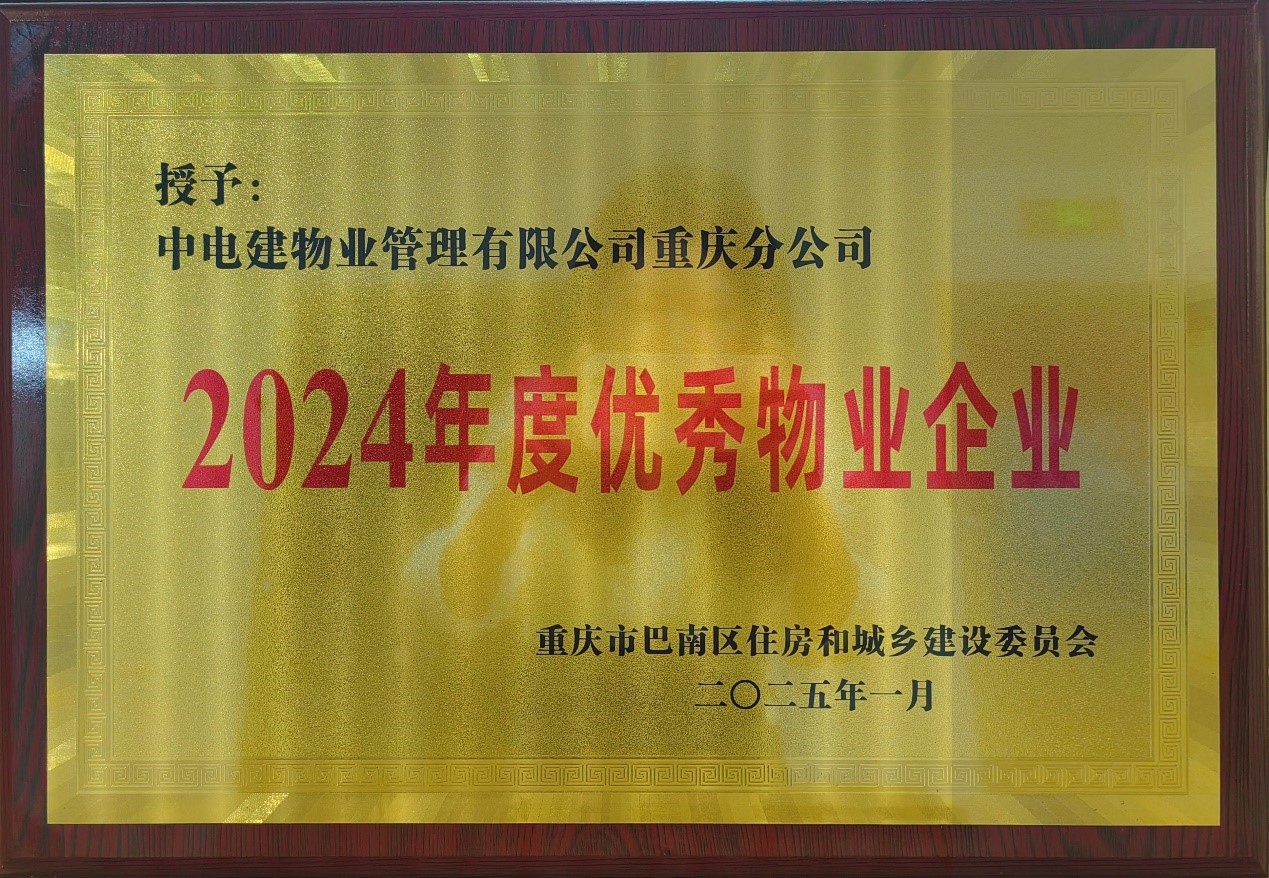 授予：
中电建物业管理有限公司重庆分公司
2024年度优秀物业企业
重庆市巴南区住房和城乡建设委员会
二〇二五年一月